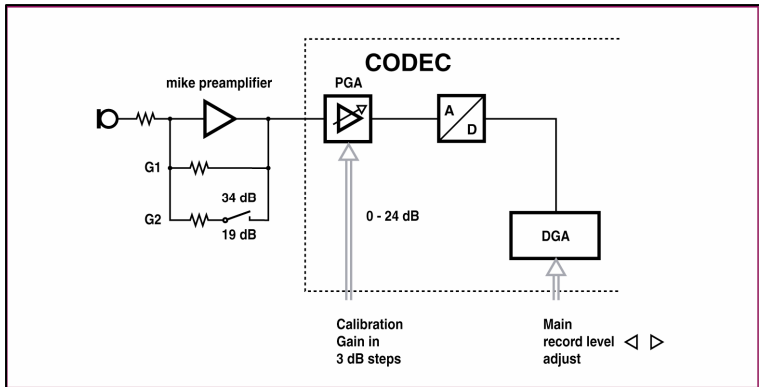 CODEC
mike preamplifier
PGA
A
D
G1
34 dB
G2
19 dB
0 - 24 dB
DGA
Calibration
Gain in
3 dB steps
Main
record level
adjust